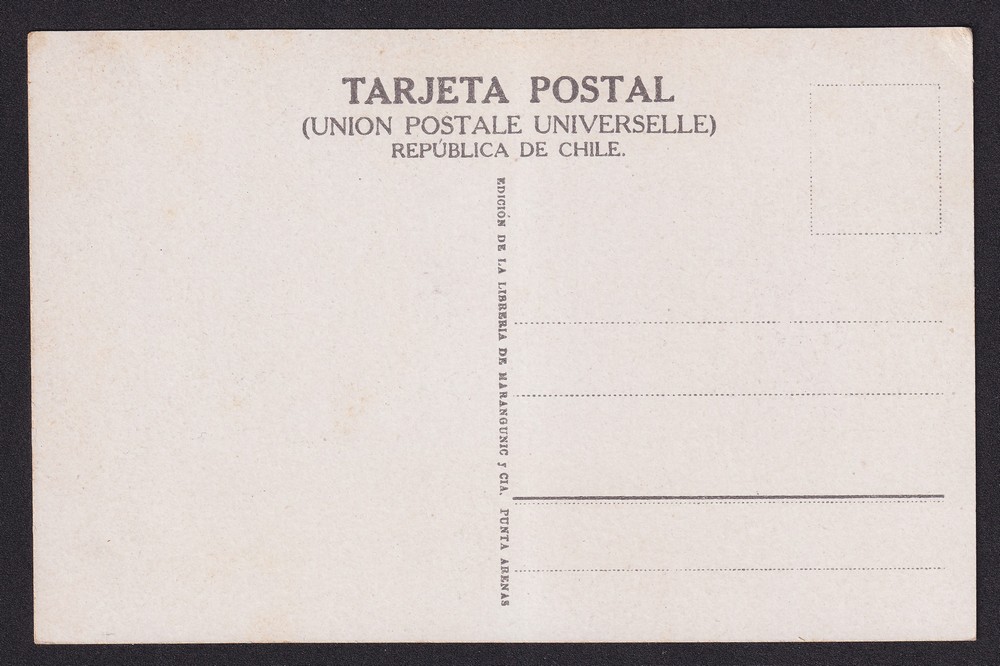 TARJETA POSTAL
(UNION POSTALE UNIVERSELLE)
REPÚBLICA DE CHILE.
EDICIÓN DE LA LIBRERIA DE MARANGUNIC y CIA. PUNTA ARENAS